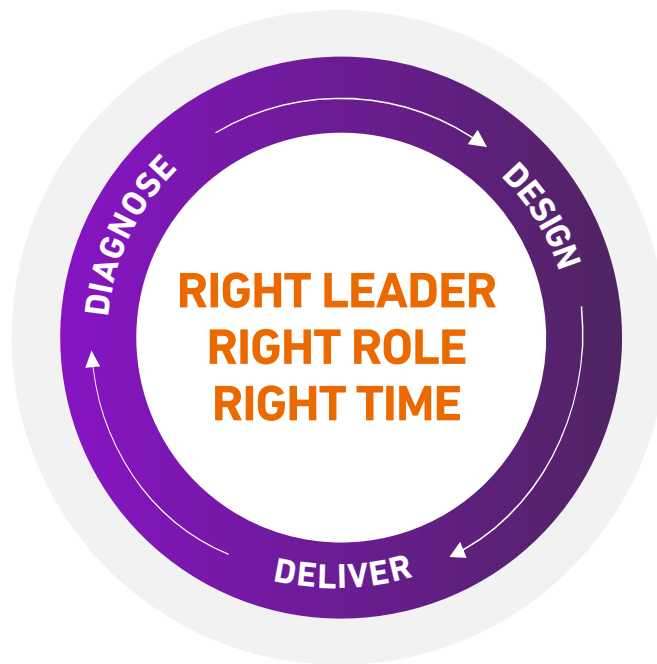 DIAGNOSE
DESIGN
RIGHT LEADER
RIGHT ROLE
RIGHT TIME
DELIVER